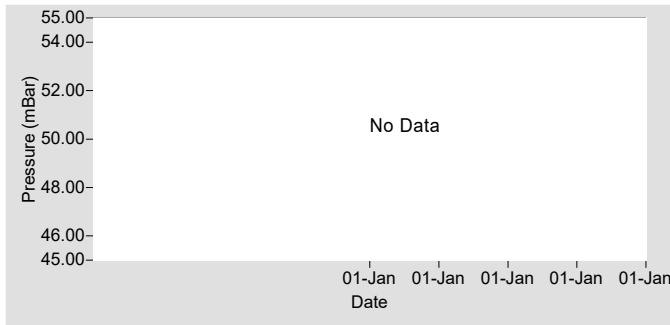 55.00
54.00
52.00
50.00
48.00
46.00
45.00
Pressure (mBar)
No Data
01-Jan 01-Jan 01-Jan 01-Jan 01-Jan
Date